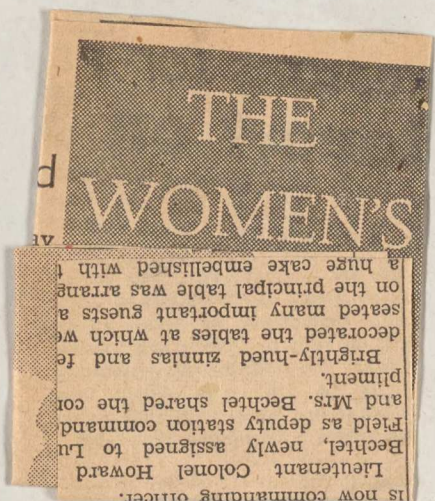 THE
WOMEN'S
is now commanding officer.
Lieutenant Colonel Howard
Bechtel, newly assigned to Lu
Field as deputy station command
and Mrs. Bechtel shared the co
pliment.
Brightly-hued zinnias and fe
decorated the tables at which we
seated many important guests a
on the principal table was arrang
a huge cake embellished with t